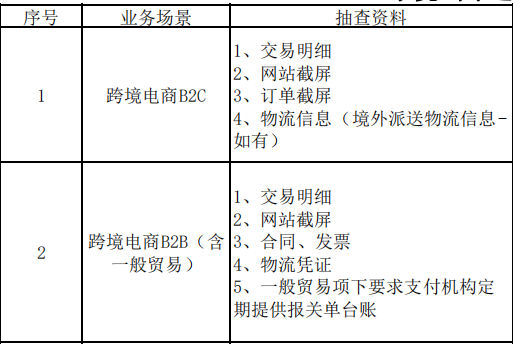 序号 业务场景 抽查资料
1 跨境电商B2C
1、交易明细
2、网站截屏
3、订单截屏
4、物流信息（境外派送物流信息-
如有）
2 跨境电商B2B（含
一般贸易）
1、交易明细
2、网站截屏
3、合同、发票
4、物流凭证
5、一般贸易项下要求支付机构定
期提供报关单台账